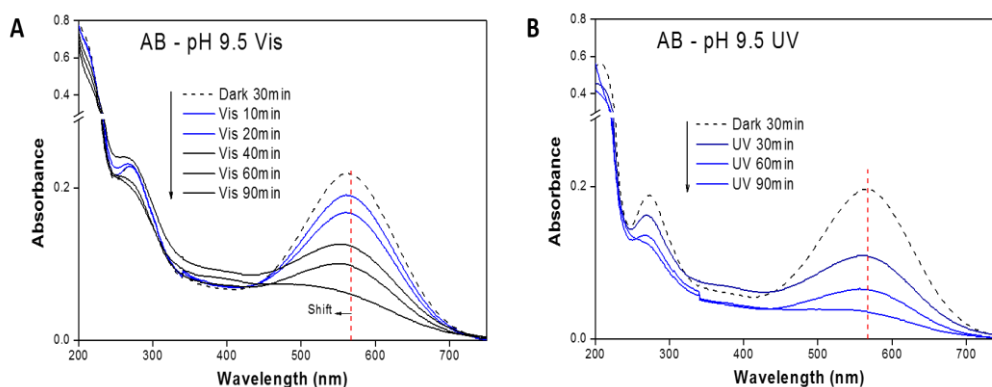 A
AB - pH 9.5 Vis
Dark 30min
Vis 10min
Vis 20min
Vis 40min
Vis 60min
Vis 90min
Shift
0.8
0.6
0.4
0.2
0.0
200 300 400 500 600 700
Absorbance
Wavelength (nm)
B
AB - pH 9.5 UV
Dark 30min
UV 30min
UV 60min
UV 90min
0.8
0.6
0.4
0.2
0.0
200 300 400 500 600 700
Absorbance
Wavelength (nm)